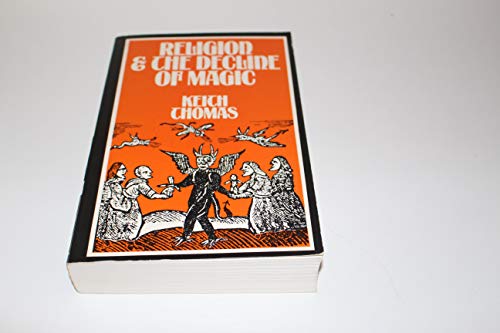 RELIGION
& THE DECLINE
OF MAGIC
KEITH
THOMAS